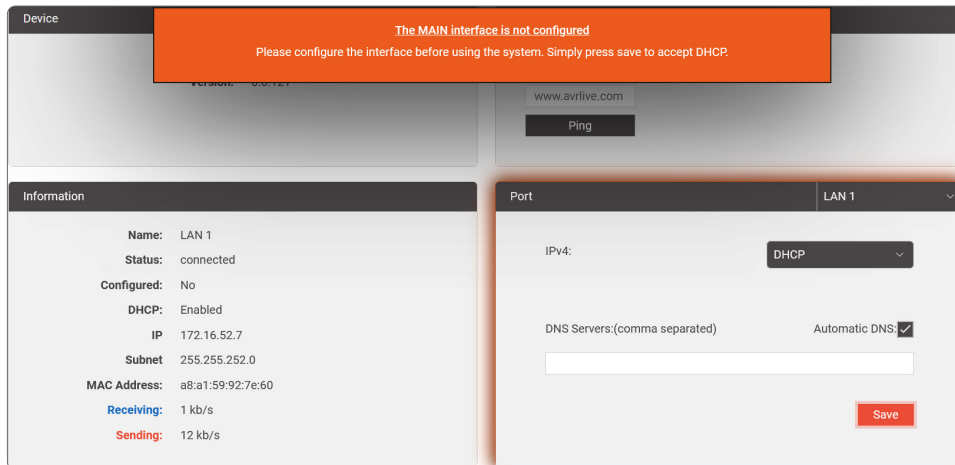 Device
The MAIN interface is not configured
Please configure the interface before using the system. Simply press save to accept DHCP.
www.avrlive.com
Ping
Information
Name: LAN 1
Status: connected
Configured: No
DHCP: Enabled
IP 172.16.52.7
Subnet 255.255.252.0
MAC Address: a8:a1:59:92:7e:60
Receiving: 1 kb/s
Sending: 12 kb/s
Port LAN 1
IPv4: DHCP
DNS Servers:(comma separated) Automatic DNS:
Save